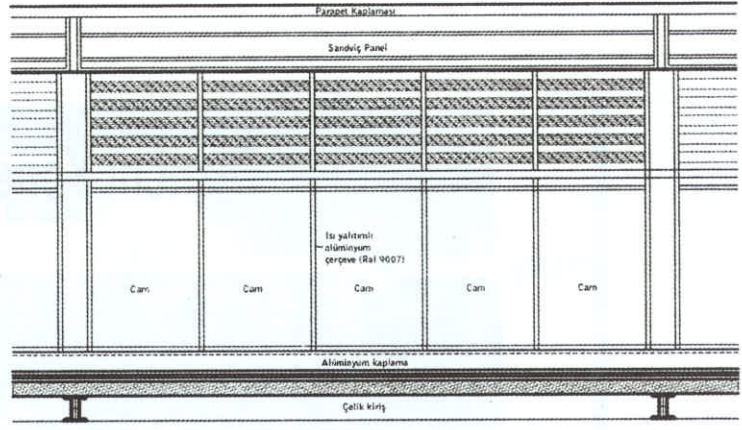 Parapet Kaplaması
Sandviç Panel
Isı yalıtımlı
alüminyum
çerçeve (Ral 9007)
Cam
Cam
Cam
Cam
Cam
Alüminyum kaplama
Çelik kiriş